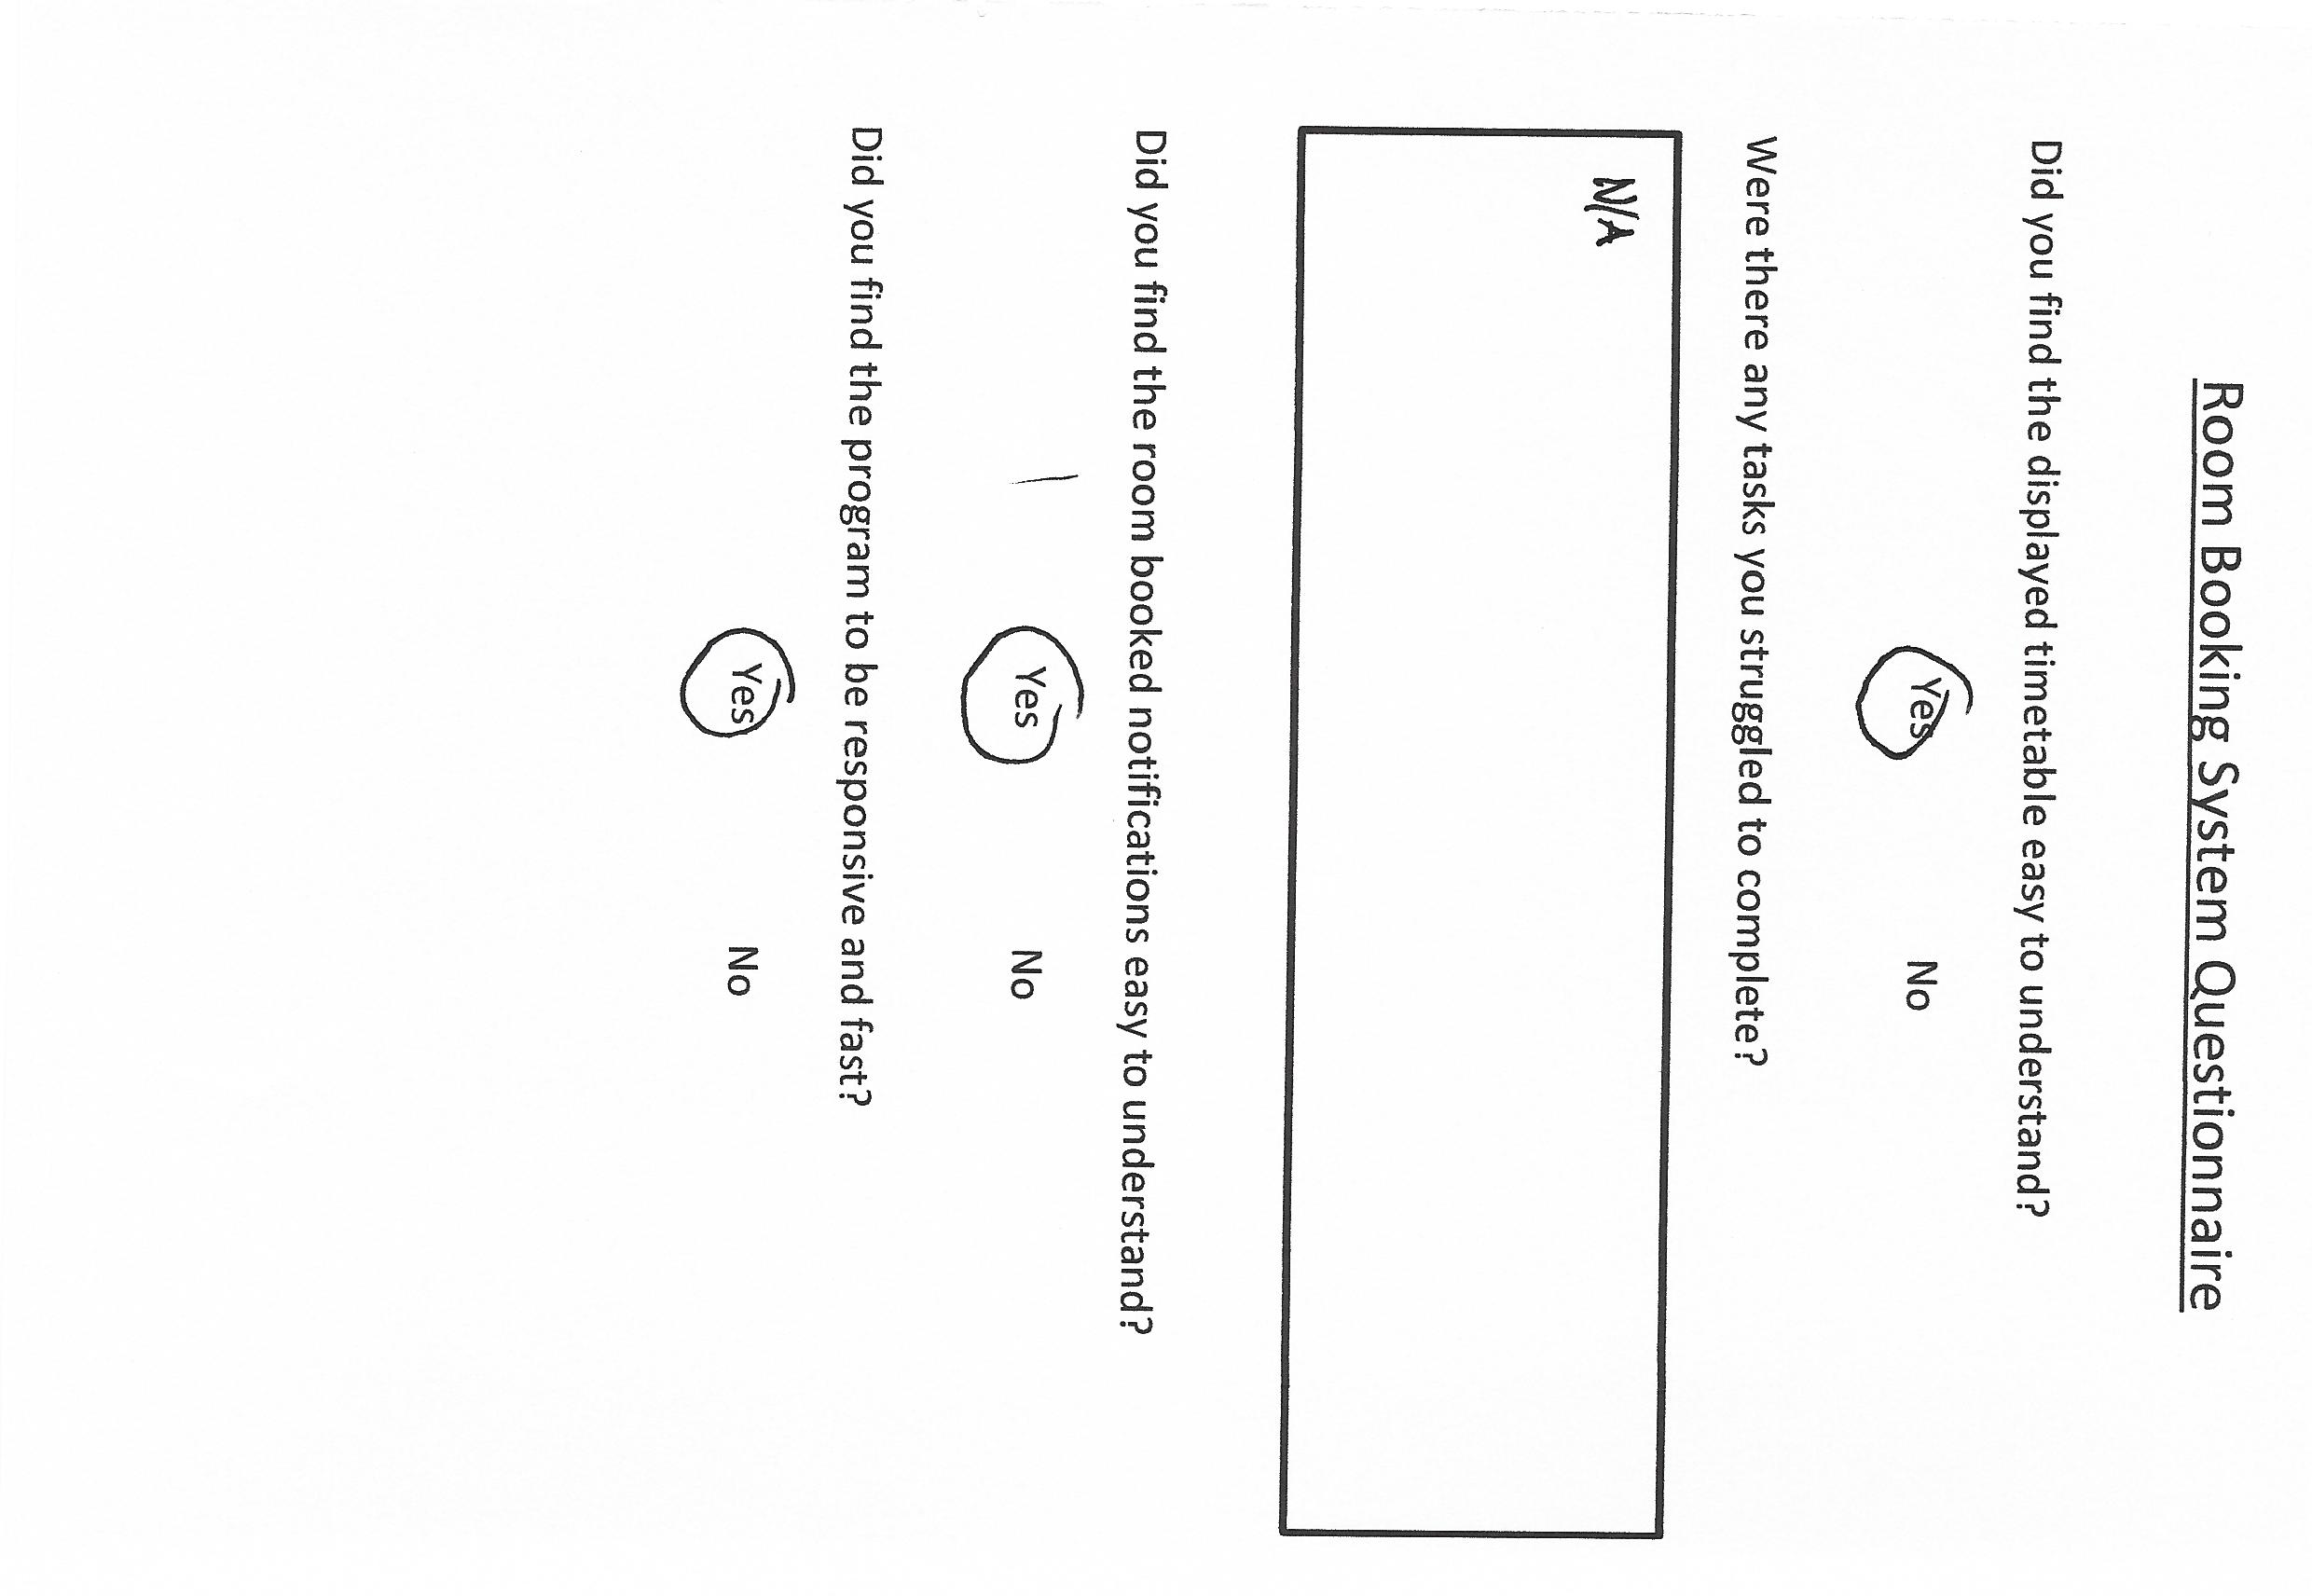 Room Booking System Questionnaire
Did you find the displayed timetable easy to understand?
Yes No
Were there any tasks you struggled to complete?
N/A
Did you find the room booked notifications easy to understand?
Yes No
Did you find the program to be responsive and fast?
Yes No